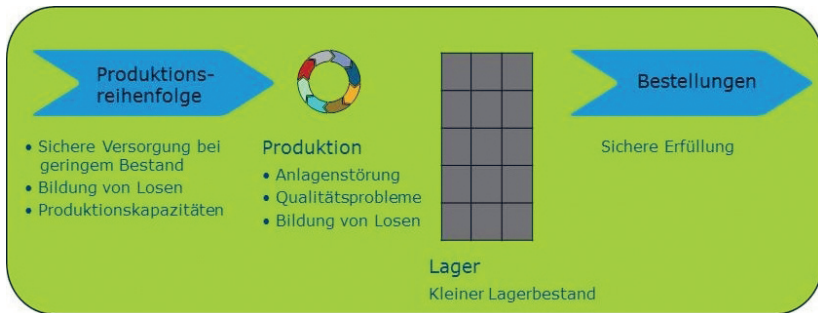 Produktions-
reihenfolge
• Sichere Versorgung bei
geringem Bestand
• Bildung von Losen
• Produktionskapazitäten
Produktion
• Anlagenstörung
• Qualitätsprobleme
• Bildung von Losen
Lager
Kleiner Lagerbestand
Bestellungen
Sichere Erfüllung